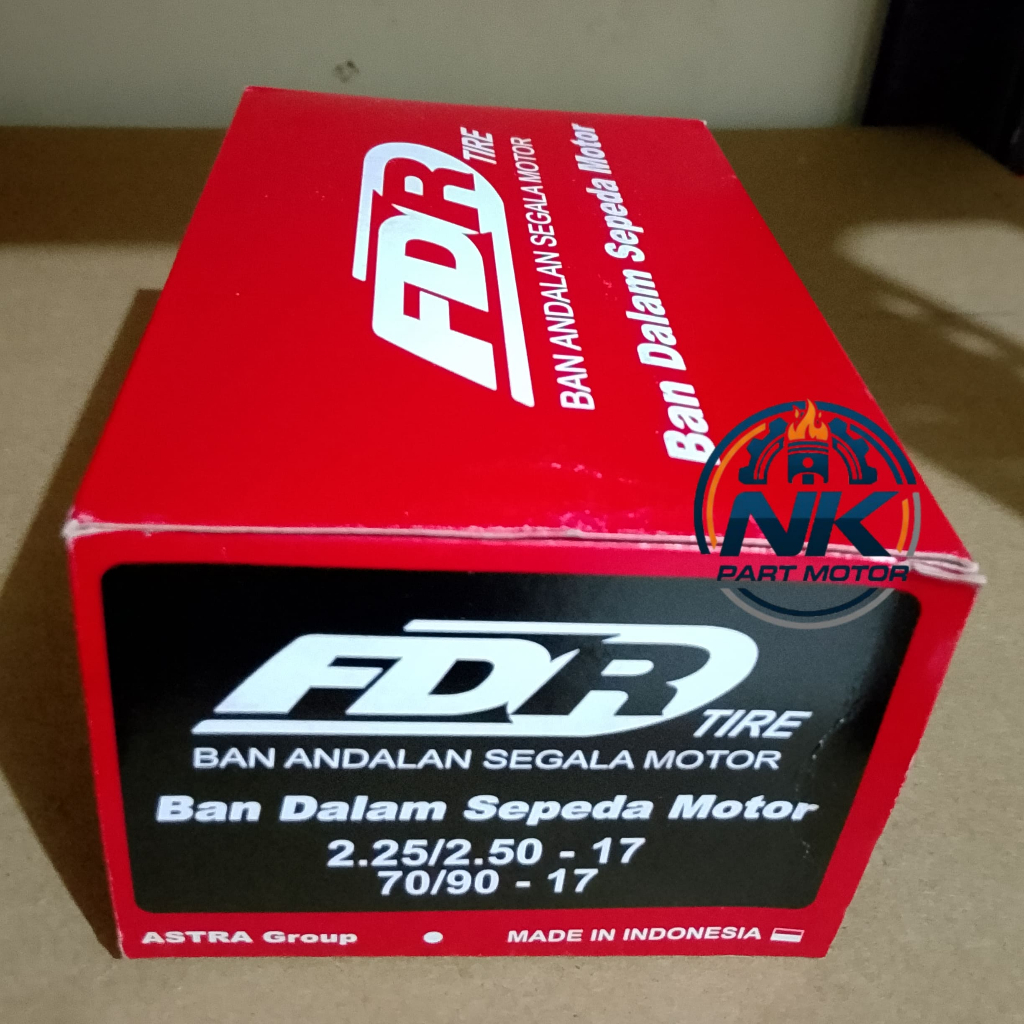 FDR TIRE
BAN ANDALAN SEGALA MOTOR
Ban Dalam Sepeda Motor
NK
PART MOTOR
FDR TIRE
BAN ANDALAN SEGALA MOTOR
Ban Dalam Sepeda Motor
2.25/2.50 - 17
70/90 - 17
ASTRA Group • MADE IN INDONESIA